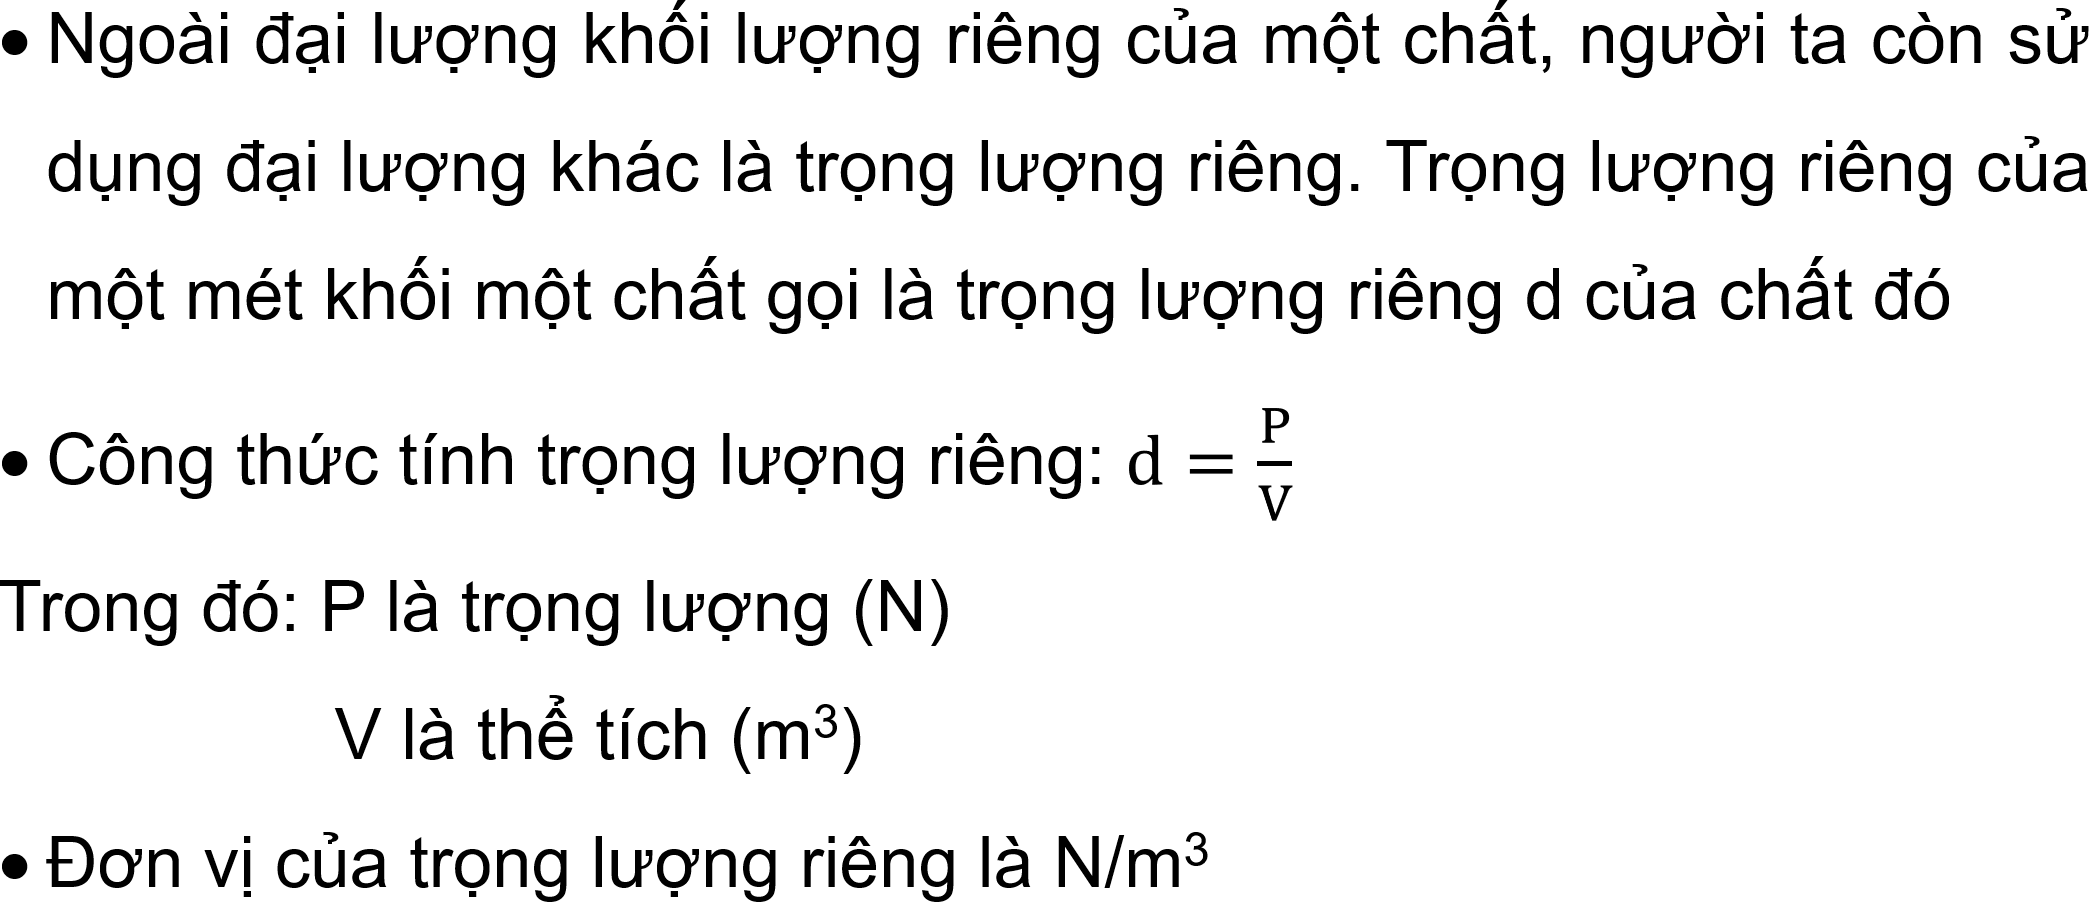 • Ngoài đại lượng khối lượng riêng của một chất, người ta còn sử
dụng đại lượng khác là trọng lượng riêng. Trọng lượng riêng của
một mét khối một chất gọi là trọng lượng riêng d của chất đó
• Công thức tính trọng lượng riêng: d = P/V
Trong đó: P là trọng lượng (N)
V là thể tích (m³)
• Đơn vị của trọng lượng riêng là N/m³